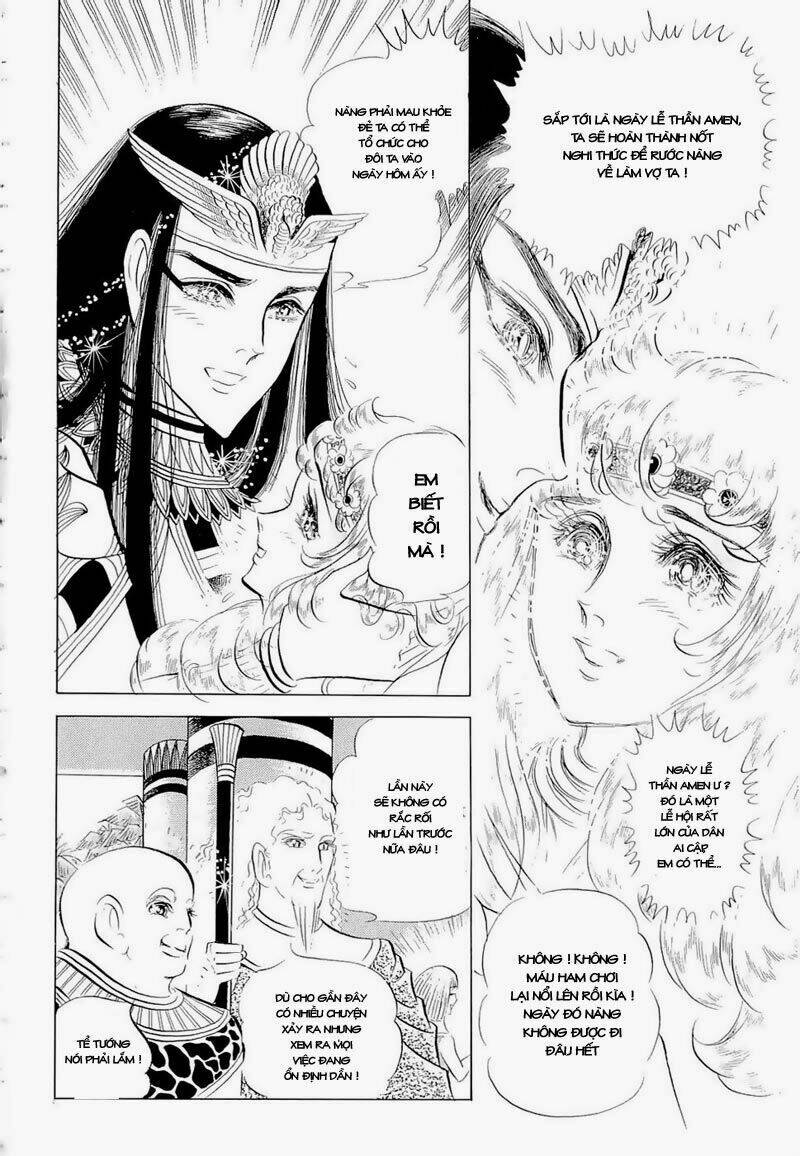 SẮP TỚI LÀ NGÀY LỄ THẦN AMEN,
TA SẼ HOÀN THÀNH NỐT
NGHI THỨC ĐỂ RƯỚC NÀNG
VỀ LÀM VỢ TA !
NGÀY LỄ
THẦN AMEN Ư ?
ĐÓ LÀ MỘT
LỄ HỘI RẤT
LỚN CỦA DÂN
AI CẬP
EM CÓ THỂ...
KHÔNG ! KHÔNG !
MÁU HAM CHƠI
LẠI NỔI LÊN RỒI KÌA !
NGÀY ĐÓ NÀNG
KHÔNG ĐƯỢC ĐI
ĐÂU HẾT
NÀNG PHẢI MAU KHỎE
ĐẺ TA CÓ THỂ
TỔ CHỨC CHO
ĐÔI TA VÀO
NGÀY HÔM ẤY !
EM
BIẾT
RỒI
MÀ !
LẦN NÀY
SẼ KHÔNG CÓ
RẮC RỐI
NHƯ LẦN TRƯỚC
NỮA ĐÂU !
DÙ CHO GẦN ĐÂY
CÓ NHIỀU CHUYỆN
XẢY RA NHƯNG
XEM RA MỌI
VIỆC ĐANG
ỔN ĐỊNH DẦN !
TỂ TƯỚNG
NÓI PHẢI LẮM !